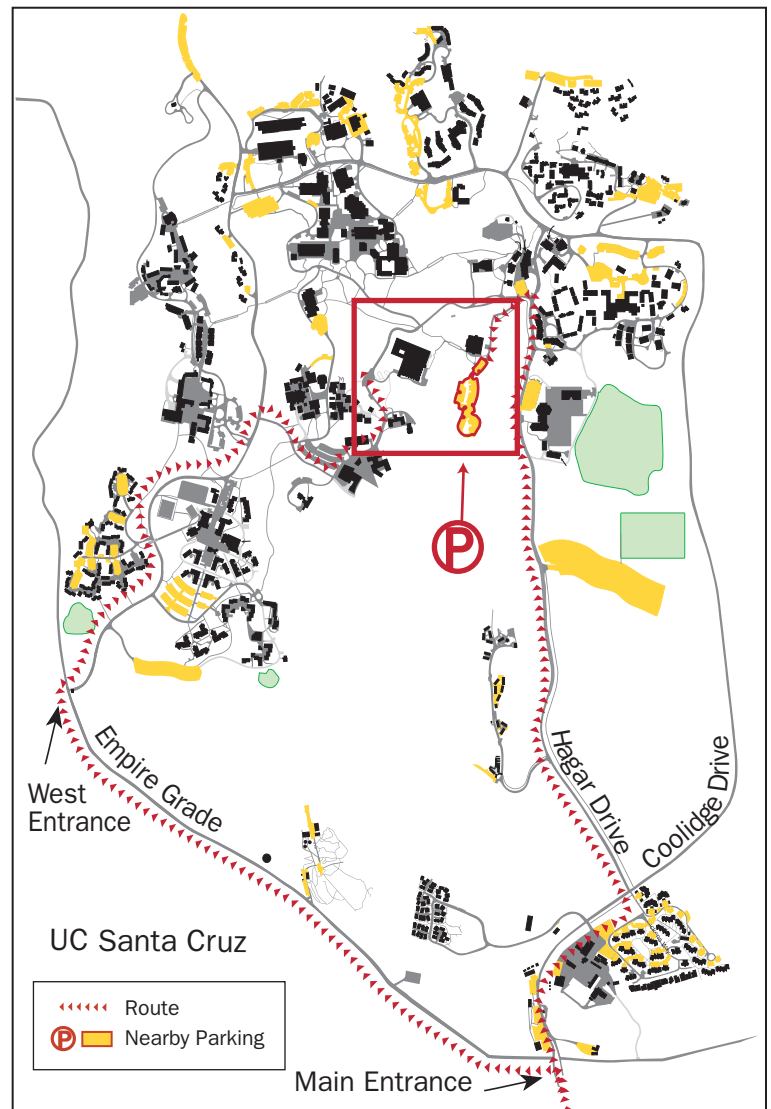 P
West
Entrance
Empire Grade
Hagar Drive
Coolidge Drive
UC Santa Cruz
Route
P Nearby Parking
Main Entrance